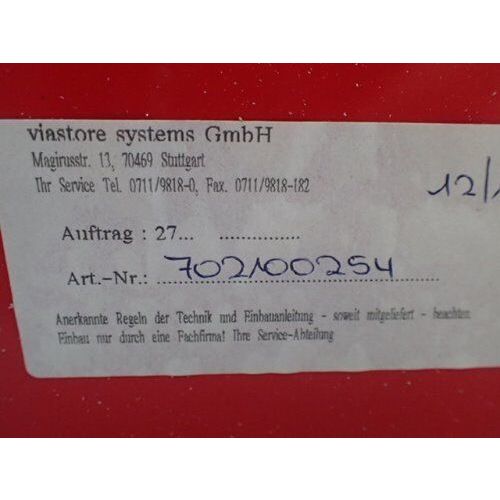 viastore systems GmbH
Magirusstr. 13, 70469 Stuttgart
Ihr Service Tel. 0711/9818-0, Fax. 0711/9818-182
12/
Auftrag : 27... ...............
Art.-Nr.: 702100254
Anerkannte Regeln der Technik und Einbauanleitung - soweit mitgeliefert - beachten
Einbau nur durch eine Fachfirma! Ihre Service-Abteilung